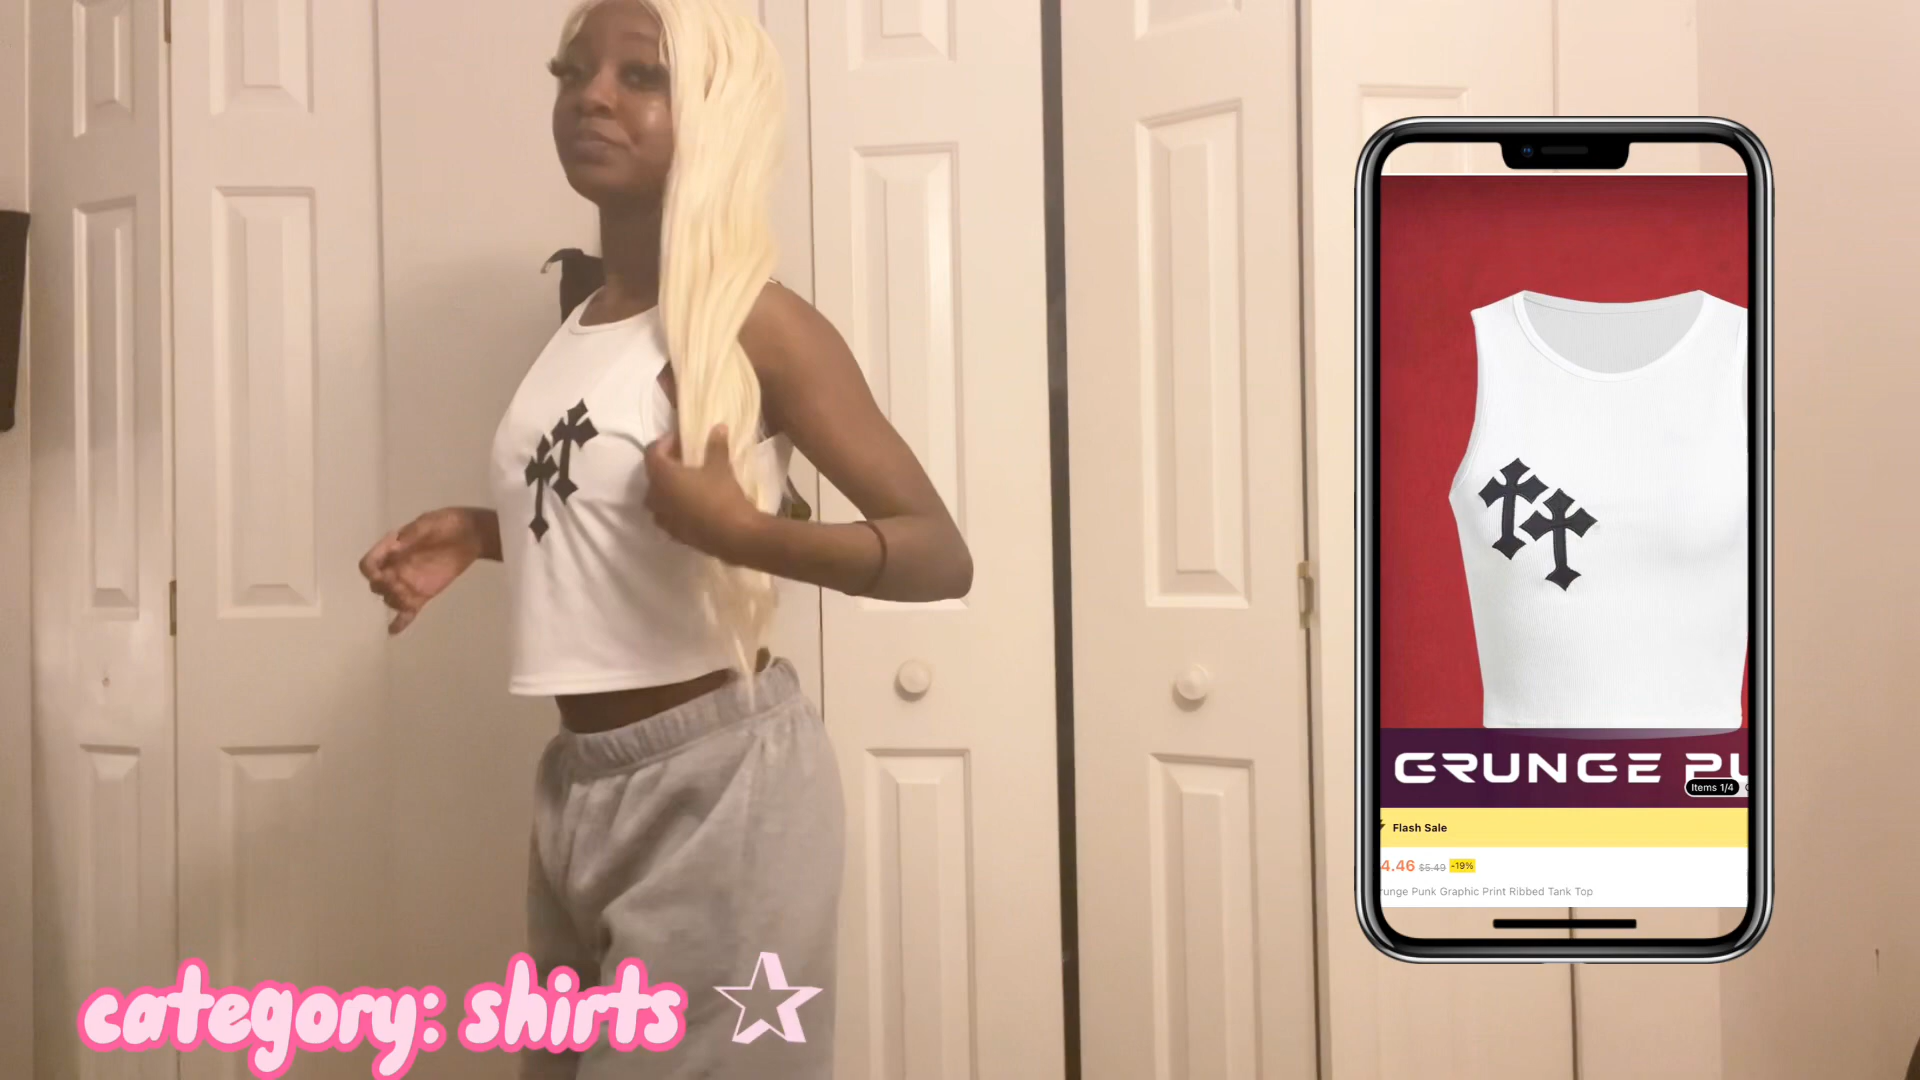 GRUNGE PU
Items 1/4
Flash Sale
4.46 $5.49 -19%
runge Punk Graphic Print Ribbed Tank Top
category: shirts